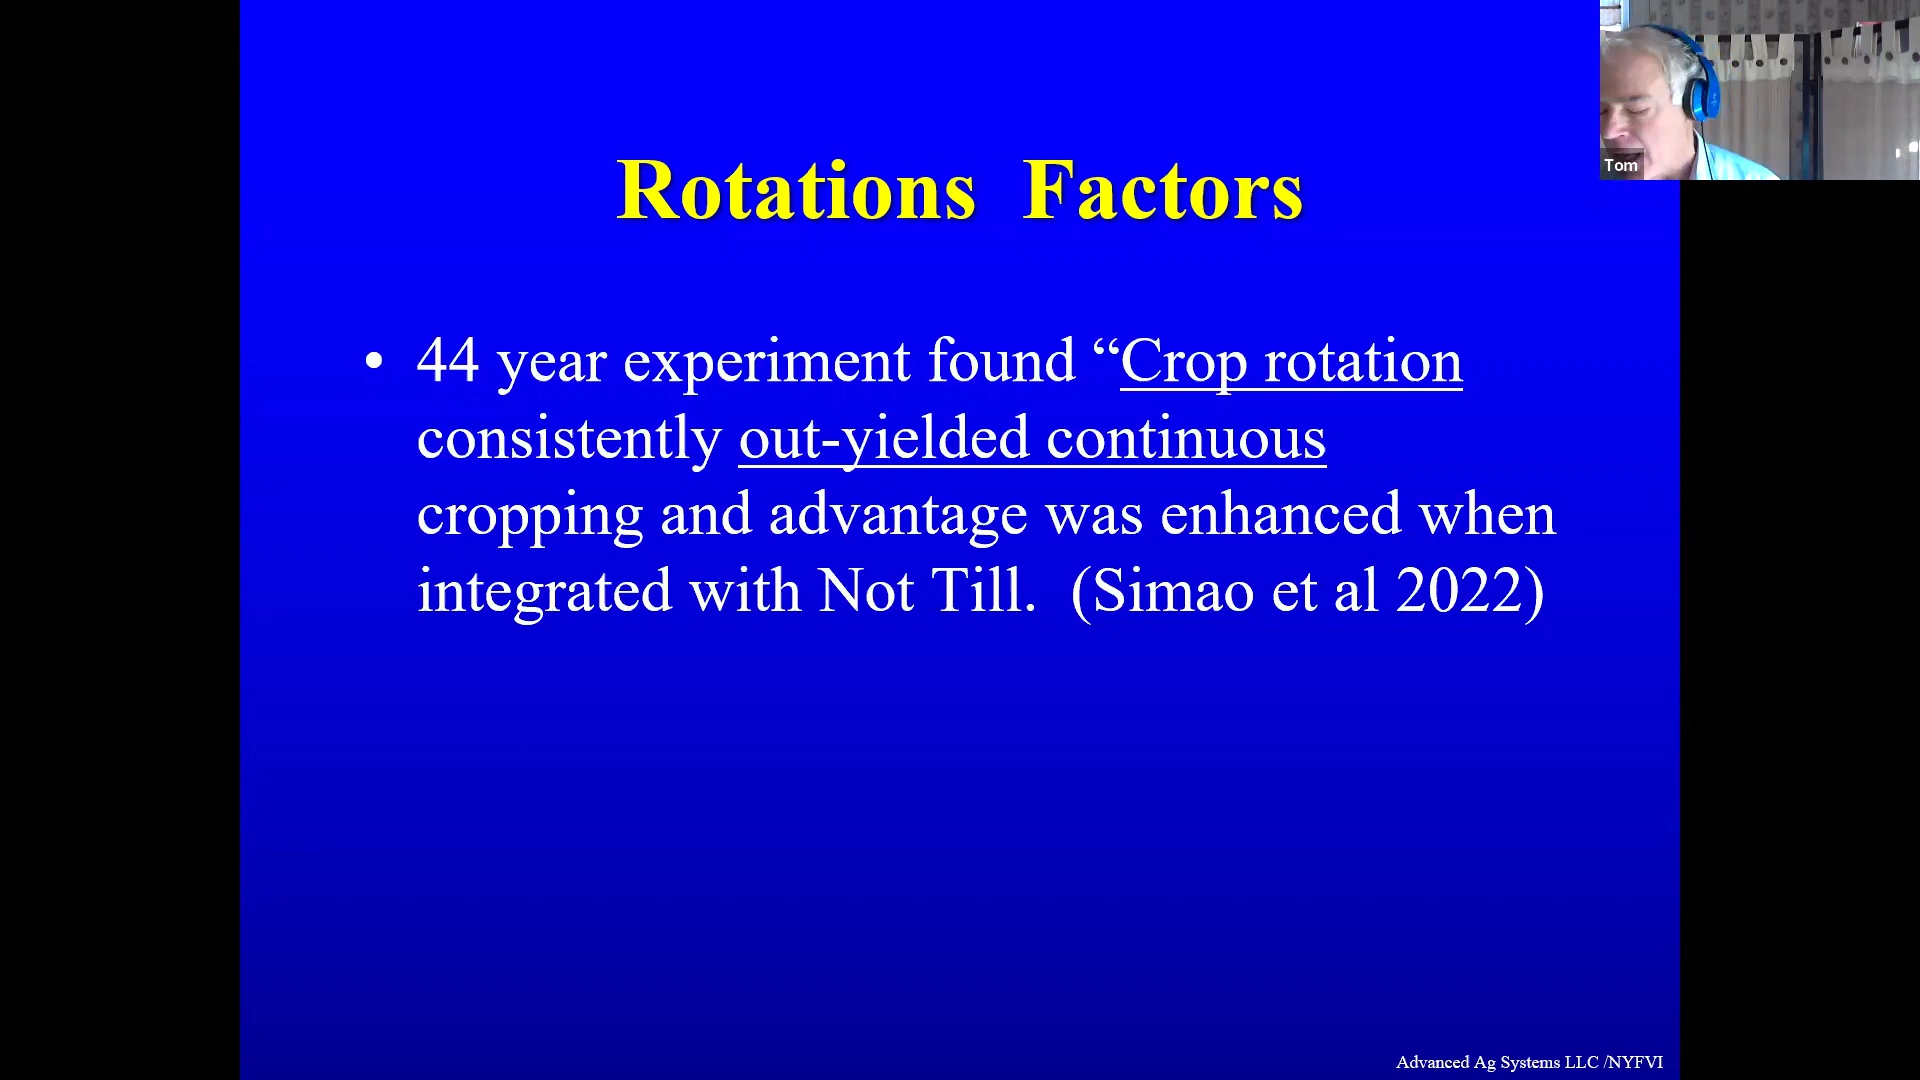 Rotations Factors
• 44 year experiment found “Crop rotation
consistently out-yielded continuous
cropping and advantage was enhanced when
integrated with Not Till. (Simao et al 2022)
Tom
Advanced Ag Systems LLC /NYFVI